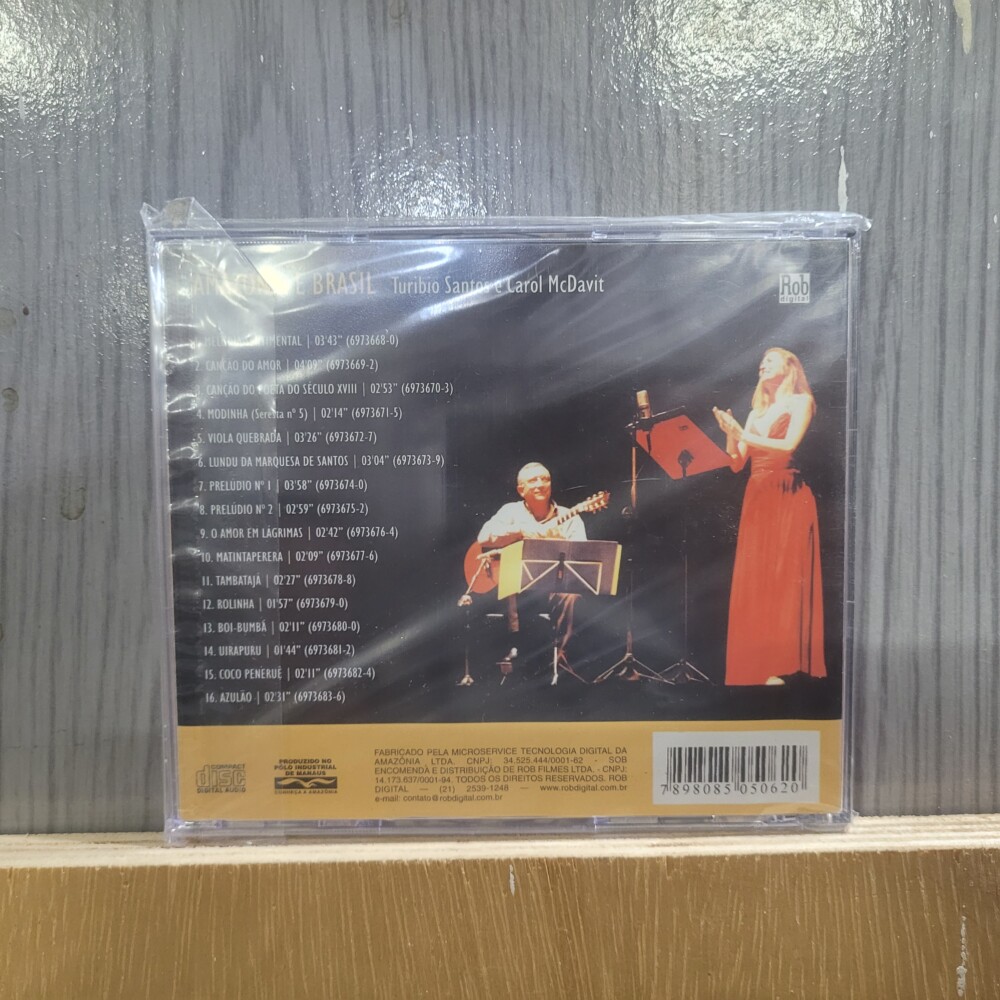 BRASIL Turibio Santos e Carol McDavit
Rob
digital
03'43" (6973668-0)
2. CANÇÃO DO AMOR | 04'09" (6973669-2)
3. CANÇÃO DO POETA DO SÉCULO XVIII | 02'53" (6973670-3)
4. MODINHA (Seresta nº 5) | 02'14" (6973671-5)
5. VIOLA QUEBRADA | 03'26" (6973672-7)
6. LUNDU DA MARQUESA DE SANTOS | 03'04" (6973673-9)
7. PRELÚDIO Nº 1 | 03'58" (6973674-0)
8. PRELÚDIO Nº 2 | 02'59" (6973675-2)
9. O AMOR EM LÁGRIMAS | 02'42" (6973676-4)
10. MATINTAPERERA | 02'09" (6973677-6)
11. TAMBATAJÁ | 02'27" (6973678-8)
12. ROLINHA | 01'57" (6973679-0)
13. BOI-BUMBÁ | 02'11" (6973680-0)
14. UIRAPURU | 01'44" (6973681-2)
15. COCO PENERUÊ | 02'11" (6973682-4)
16. AZULÃO | 02'31" (6973683-6)
COMPACT
disc
DIGITAL AUDIO
PRODUZIDO NO
PÓLO INDUSTRIAL
DE MANAUS
CONHEÇA A AMAZÔNIA
FABRICADO PELA MICROSERVICE TECNOLOGIA DIGITAL DA
AMAZÔNIA , LTDA. CNPJ: 34.525.444/0001-62 - SOB
ENCOMENDA E DISTRIBUIÇÃO DE ROB FILMES LTDA. - CNPJ:
14.173.637/0001-84. TODOS OS DIREITOS RESERVADOS. ROB
DIGITAL — (21) 2539-1248 — www.robdigital.com.br
e-mail: contato@robdigital.com.br
7898085050620